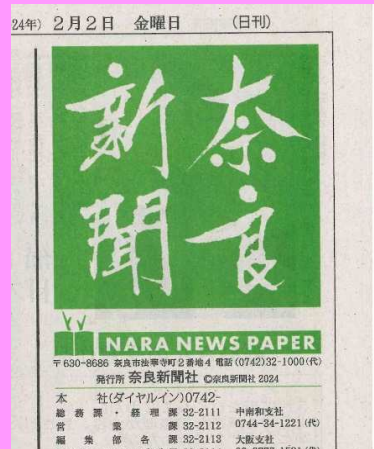 24年) 2月2日 金曜日 (日刊)
奈良
新聞
NARA NEWS PAPER
〒630-8686 奈良市法華寺町2番地4 電話(0742)32-1000(代)
発行所 奈良新聞社 ©奈良新聞社 2024
本 社(ダイヤルイン)0742-
総務課・経理課 32-2111 中南和支社
営業課 32-2112 0744-34-1221(代)
編集部各課 32-2113 大阪支社